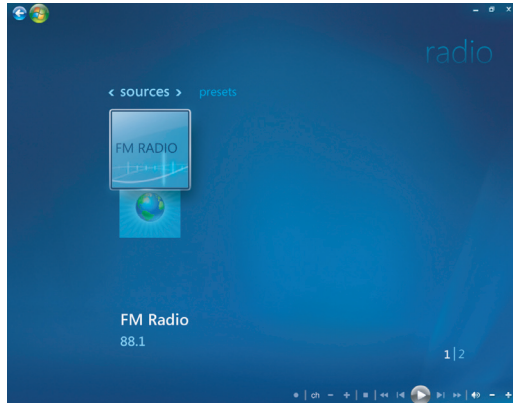 radio
< sources > presets
FM RADIO
FM Radio
88.1
1|2
ch − +
− +